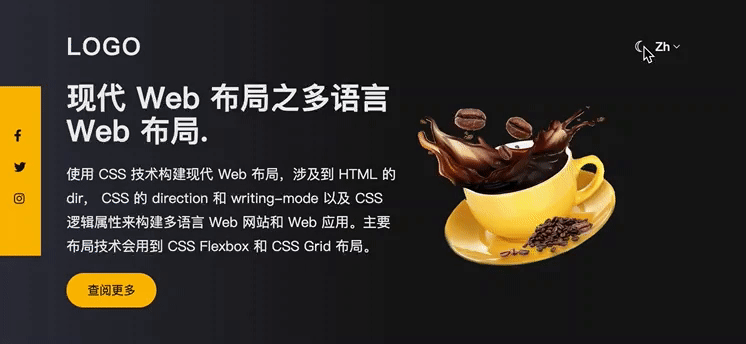 LOGO
Zh
现代 Web 布局之多语言
Web 布局.
使用 CSS 技术构建现代 Web 布局，涉及到 HTML 的
dir， CSS 的 direction 和 writing-mode 以及 CSS
逻辑属性来构建多语言 Web 网站和 Web 应用。主要
布局技术会用到 CSS Flexbox 和 CSS Grid 布局。
查阅更多